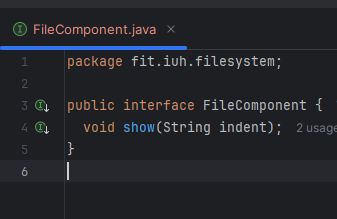 FileComponent.java
1 package fit.iuh.filesystem;
2
3 public interface FileComponent {
4 void show(String indent); 2 usage
5 }
6